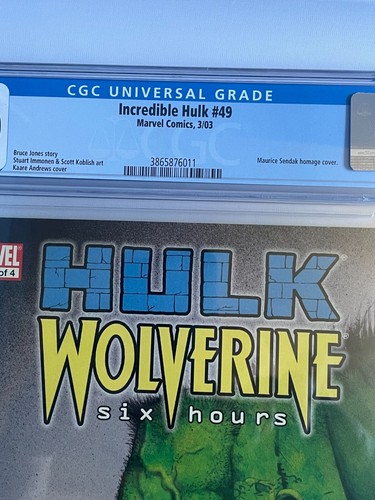 CGC UNIVERSAL GRADE
Incredible Hulk #49
Marvel Comics, 3/03
Bruce Jones story
Stuart Immonen & Scott Koblish art
Kaare Andrews cover
Maurice Sendak homage cover.
3865876011
VEL
of 4
HULK
WOLVERINE
six hours